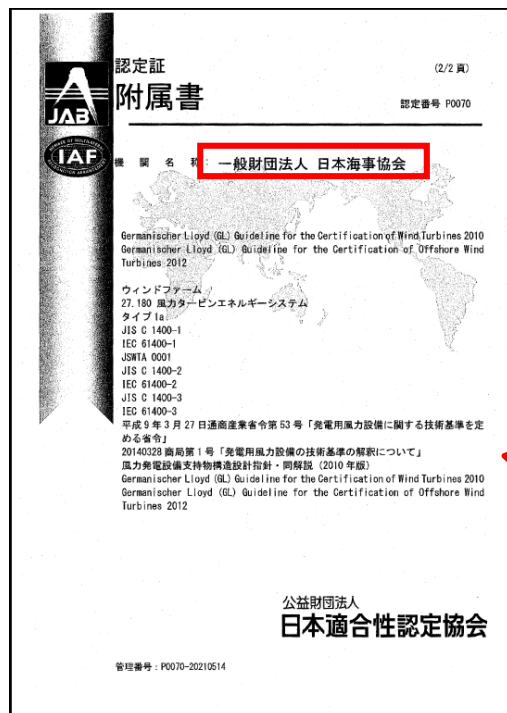 認定証
(2/2 頁)
附属書
認定番号 P0070
JAB
MEMBER OF MULTILATERAL
RECOGNITION ARRANGEMENT
IAF
機 関 名 称: 一般財団法人 日本海事協会
Germanischer Lloyd (GL) Guideline for the Certification of Wind Turbines 2010
Germanischer Lloyd (GL) Guideline for the Certification of Offshore Wind
Turbines 2012
ウィンドファーム
27.180 風力タービンエネルギーシステム
タイプ 1a
JIS C 1400-1
IEC 61400-1
JSWTA 0001
JIS C 1400-2
IEC 61400-2
JIS C 1400-3
IEC 61400-3
平成 9 年 3 月 27 日通商産業省令第 53 号「発電用風力設備に関する技術基準を定
める省令」
20140328 商局第 1 号「発電用風力設備の技術基準の解釈について」
風力発電設備支持物構造設計指針・同解説 (2010 年版)
Germanischer Lloyd (GL) Guideline for the Certification of Wind Turbines 2010
Germanischer Lloyd (GL) Guideline for the Certification of Offshore Wind
Turbines 2012
公益財団法人
日本適合性認定協会
管理番号：P0070-20210514